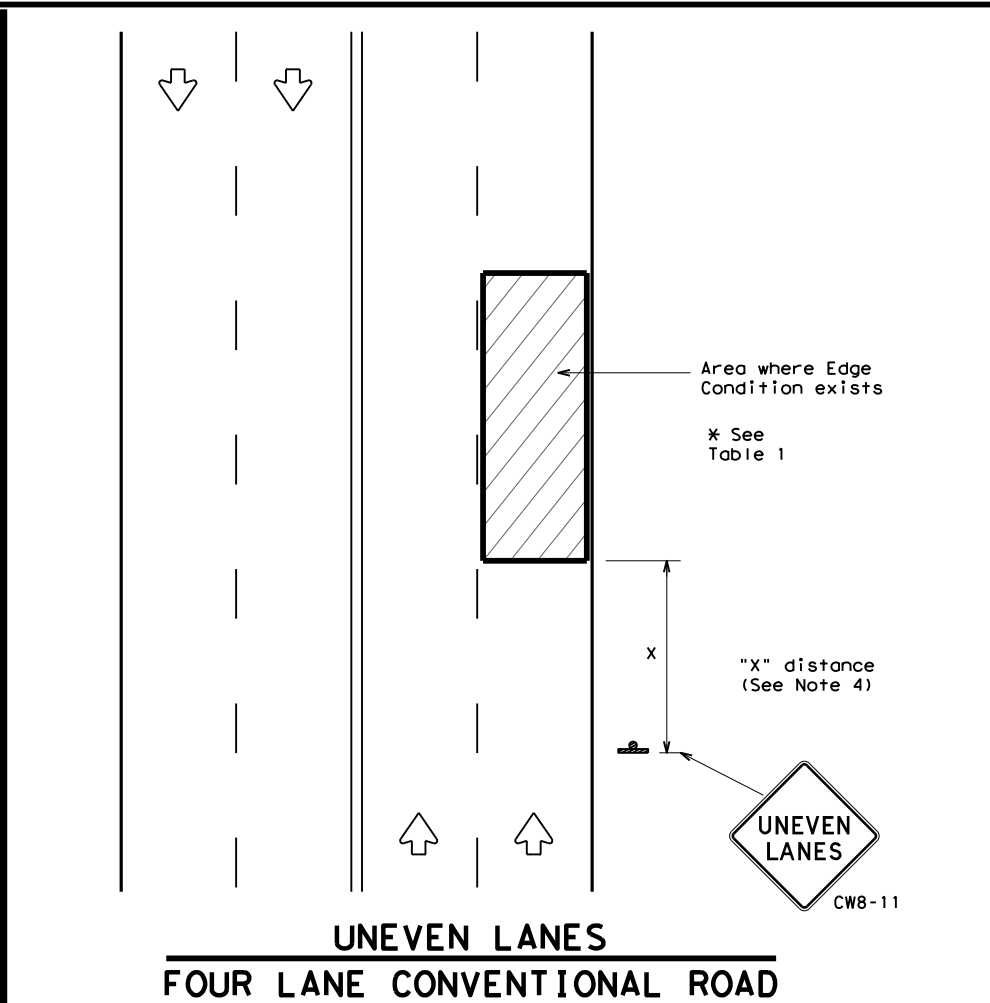 Area where Edge
Condition exists
* See
Table 1
X
"X" distance
(See Note 4)
UNEVEN
LANES
CW8-11
UNEVEN LANES
FOUR LANE CONVENTIONAL ROAD